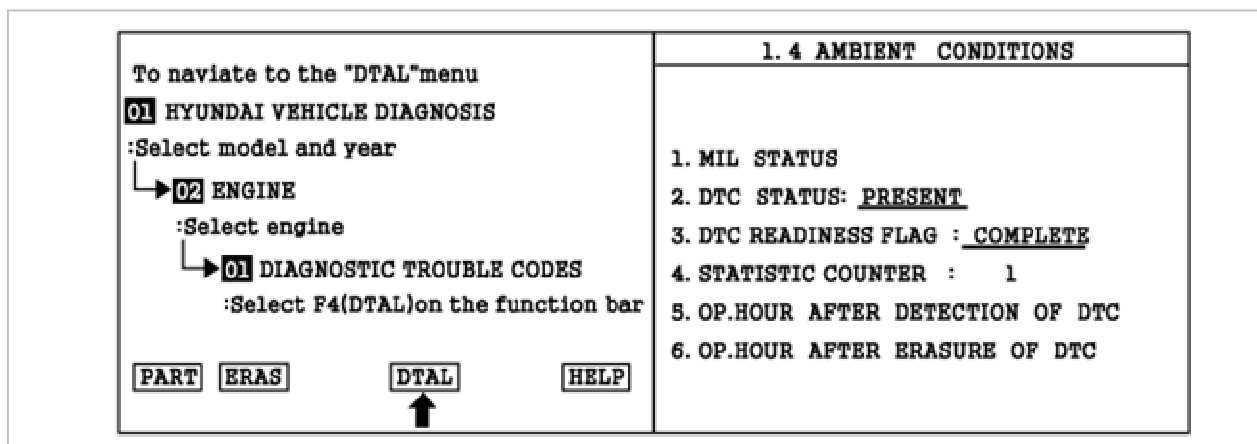 To naviate to the "DTAL"menu
01 HYUNDAI VEHICLE DIAGNOSIS
:Select model and year
02 ENGINE
:Select engine
01 DIAGNOSTIC TROUBLE CODES
:Select F4(DTAL)on the function bar
PART ERAS DTAL HELP
1.4 AMBIENT CONDITIONS
1. MIL STATUS
2. DTC STATUS: PRESENT
3. DTC READINESS FLAG : COMPLETE
4. STATISTIC COUNTER : 1
5. OP.HOUR AFTER DETECTION OF DTC
6. OP.HOUR AFTER ERASURE OF DTC